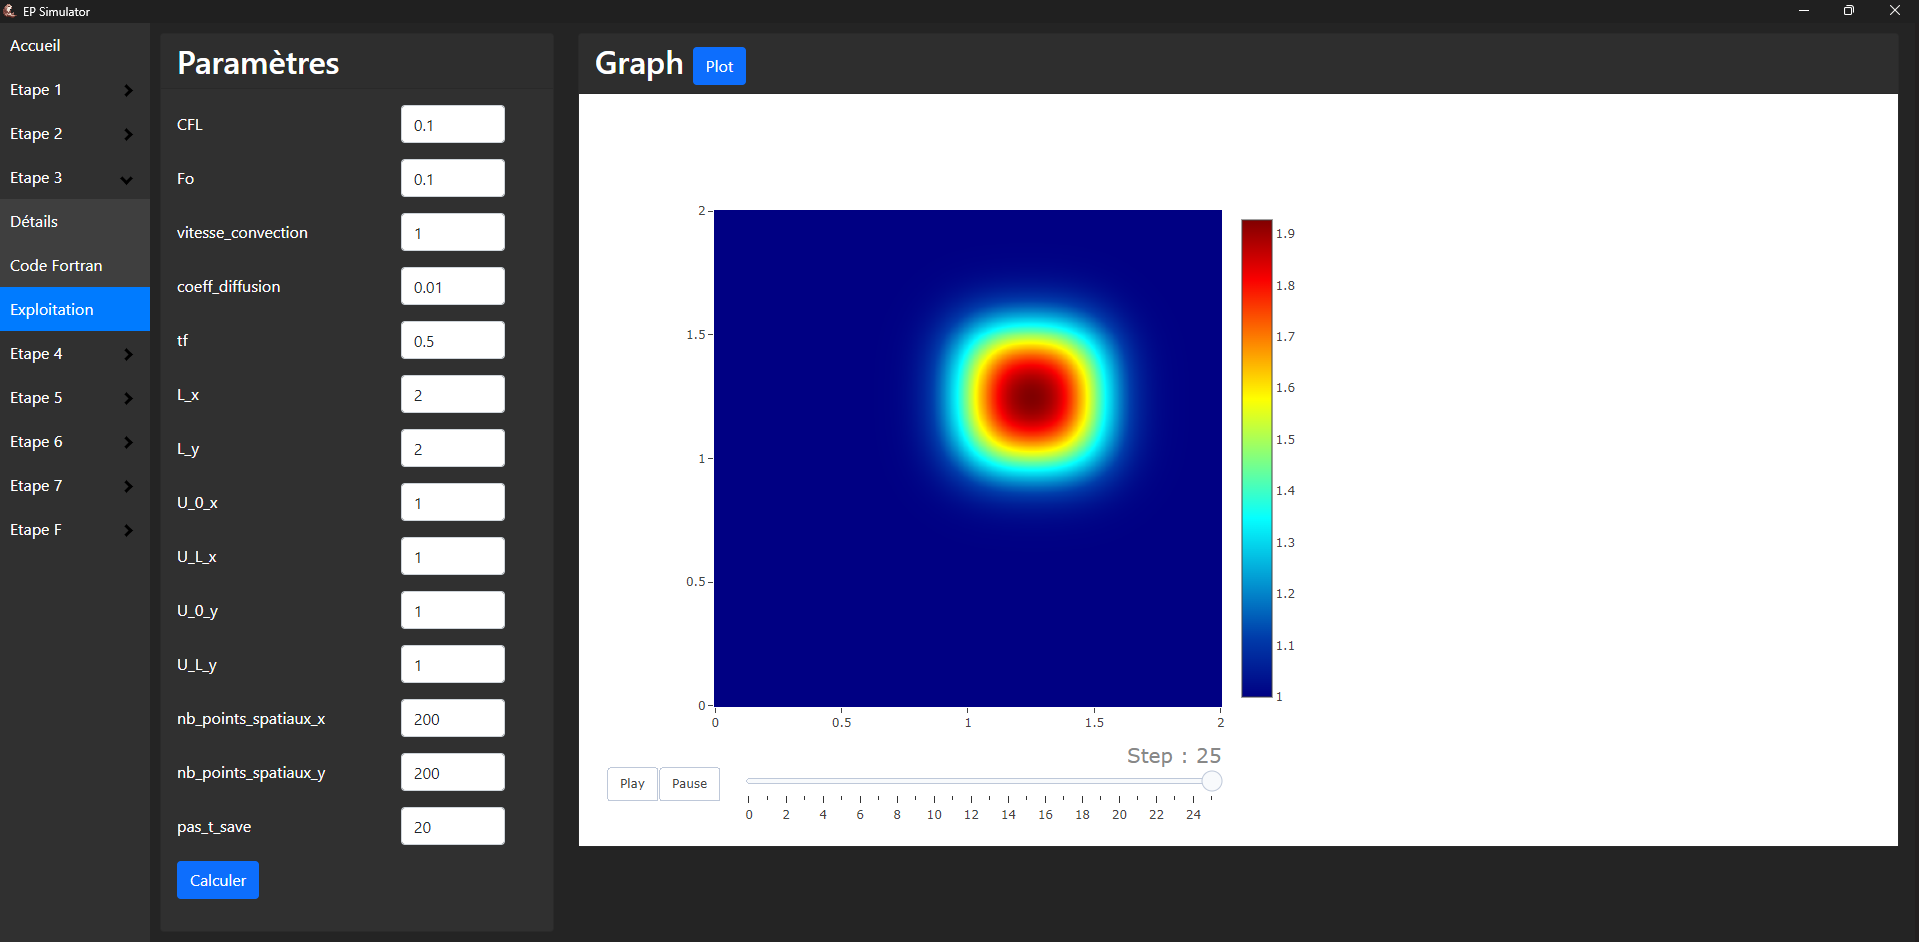 EP Simulator
Accueil
Etape 1
Etape 2
Etape 3
Détails
Code Fortran
Exploitation
Etape 4
Etape 5
Etape 6
Etape 7
Etape F
Paramètres
CFL 0.1
Fo 0.1
vitesse_convection 1
coeff_diffusion 0.01
tf 0.5
L_x 2
L_y 2
U_0_x 1
U_L_x 1
U_0_y 1
U_L_y 1
nb_points_spatiaux_x 200
nb_points_spatiaux_y 200
pas_t_save 20
Calculer
Graph Plot
2
1.5
1
0.5
0
0 0.5 1 1.5 2
1.9
1.8
1.7
1.6
1.5
1.4
1.3
1.2
1.1
1
Step : 25
Play Pause
0 2 4 6 8 10 12 14 16 18 20 22 24